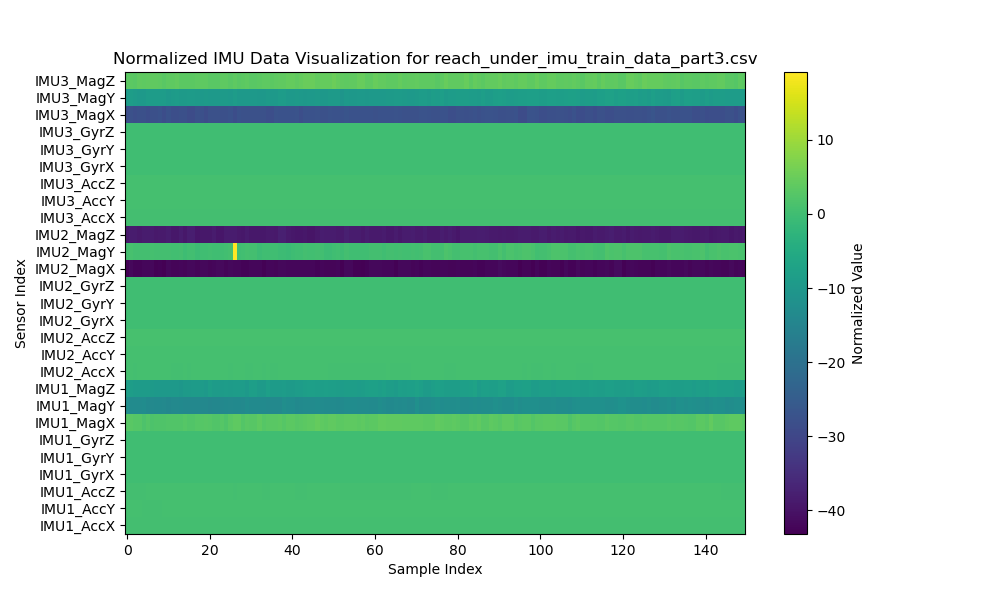 Normalized IMU Data Visualization for reach_under_imu_train_data_part3.csv
IMU3_MagZ
IMU3_MagY
IMU3_MagX
IMU3_GyrZ
IMU3_GyrY
IMU3_GyrX
IMU3_AccZ
IMU3_AccY
IMU3_AccX
IMU2_MagZ
IMU2_MagY
IMU2_MagX
IMU2_GyrZ
IMU2_GyrY
IMU2_GyrX
IMU2_AccZ
IMU2_AccY
IMU2_AccX
IMU1_MagZ
IMU1_MagY
IMU1_MagX
IMU1_GyrZ
IMU1_GyrY
IMU1_GyrX
IMU1_AccZ
IMU1_AccY
IMU1_AccX
Sensor Index
0 20 40 60 80 100 120 140
Sample Index
10
0
−10
−20
−30
−40
Normalized Value